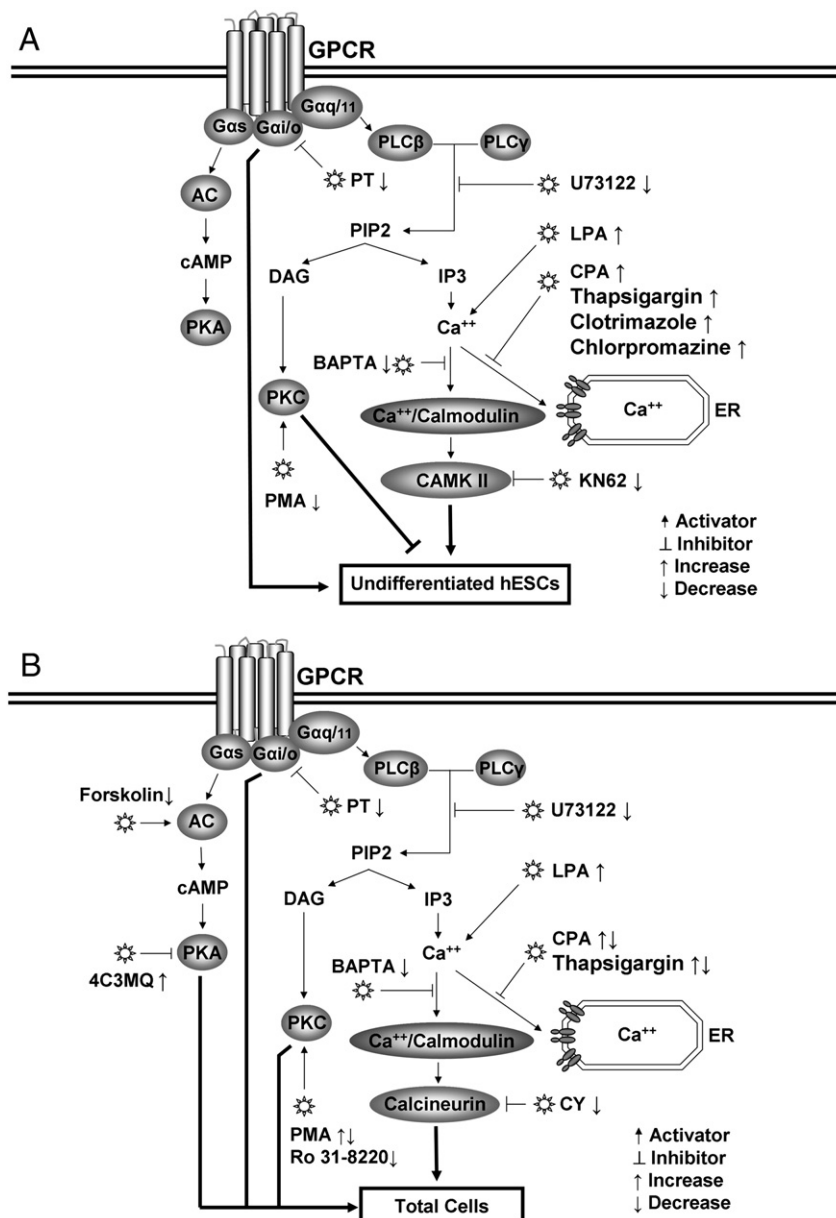 A
GPCR
Gαs
Gαi/o
Gαq/11
PLCβ
PLCγ
AC
PT ↓
U73122 ↓
PIP2
LPA ↑
cAMP
DAG
IP3
CPA ↑
Thapsigargin ↑
Clotrimazole ↑
Chlorpromazine ↑
PKA
Ca++
BAPTA ↓
PKC
Ca++/Calmodulin
Ca++
ER
PMA ↓
CAMK II
KN62 ↓
Undifferentiated hESCs
↑ Activator
⊥ Inhibitor
↑ Increase
↓ Decrease
B
GPCR
Gαs
Gαi/o
Gαq/11
PLCβ
PLCγ
Forskolin ↓
AC
PT ↓
U73122 ↓
PIP2
LPA ↑
cAMP
DAG
IP3
PKA
4C3MQ ↑
Ca++
CPA ↑↓
Thapsigargin ↑↓
BAPTA ↓
PKC
Ca++/Calmodulin
Ca++
ER
Calcineurin
CY ↓
PMA ↑↓
Ro 31-8220 ↓
Total Cells
↑ Activator
⊥ Inhibitor
↑ Increase
↓ Decrease